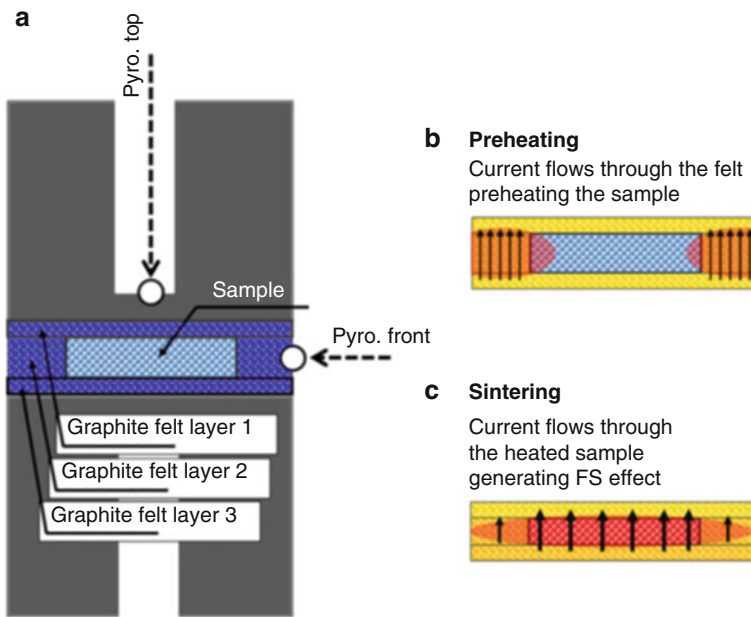 a
Pyro. top
Sample
Pyro. front
Graphite felt layer 1
Graphite felt layer 2
Graphite felt layer 3
b Preheating
Current flows through the felt
preheating the sample
c Sintering
Current flows through
the heated sample
generating FS effect